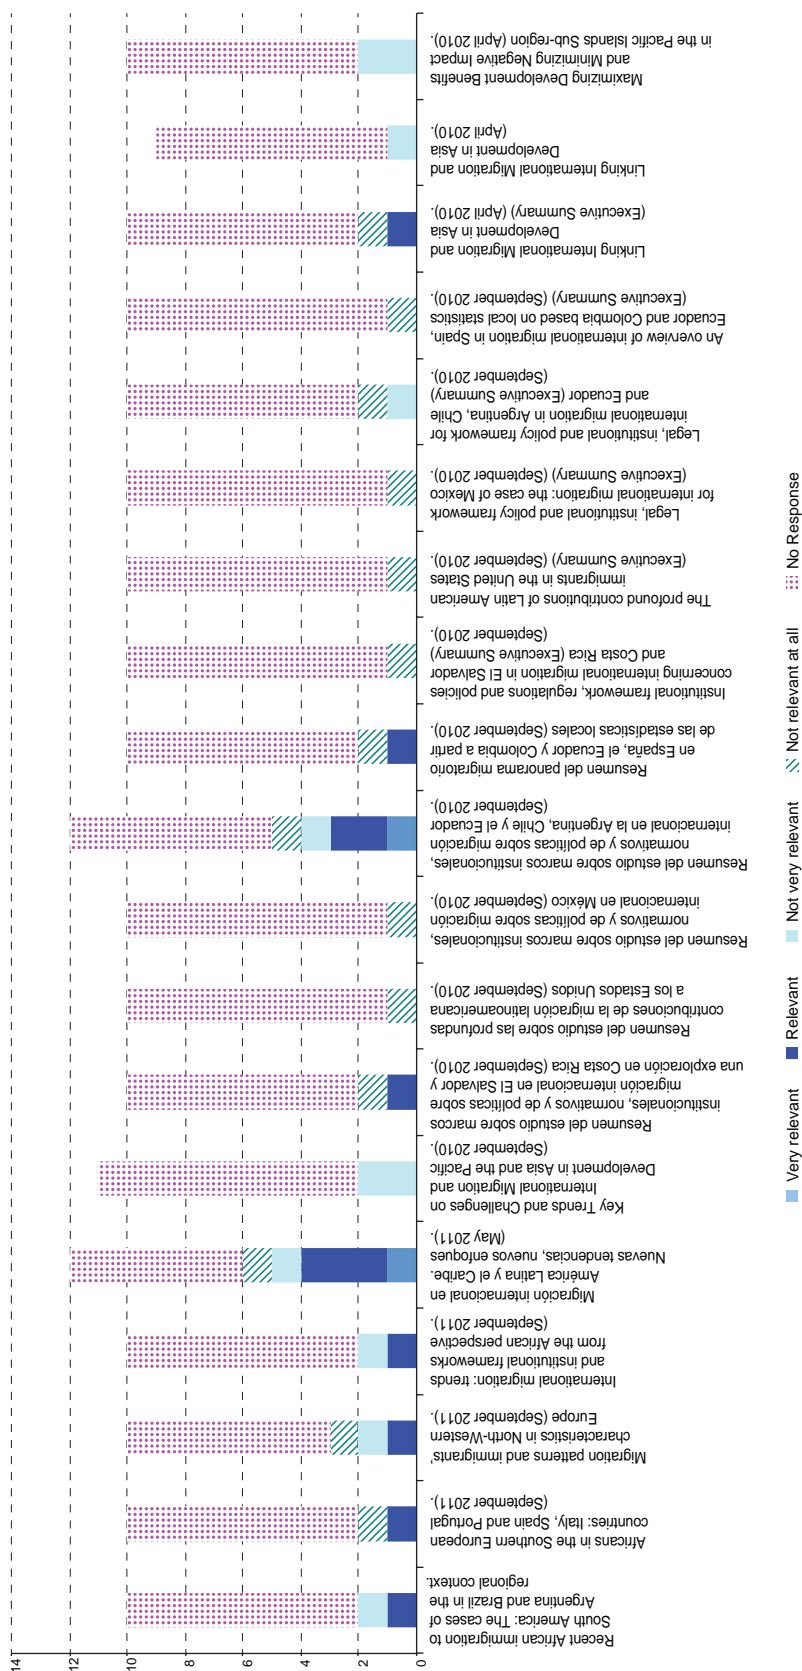 14
12
10
8
6
4
2
0
Recent African immigration to
South America: The cases of
Argentina and Brazil in the
regional context.
Africans in the Southern European
countries: Italy, Spain and Portugal
(September 2011).
Migration patterns and immigrants'
characteristics in North-Western
Europe (September 2011).
International migration: trends
and institutional frameworks
from the African perspective
(September 2011).
Migración internacional en
América Latina y el Caribe.
Nuevas tendencias, nuevos enfoques
(May 2011).
Key Trends and Challenges on
International Migration and
Development in Asia and the Pacific
(September 2010).
Resumen del estudio sobre marcos
institucionales, normativos y de políticas sobre
migración internacional en El Salvador y
una exploración en Costa Rica (September 2010).
Resumen del estudio sobre las profundas
contribuciones de la migración latinoamericana
a los Estados Unidos (September 2010).
Resumen del estudio sobre marcos institucionales,
normativos y de políticas sobre migración
internacional en México (September 2010).
Resumen del estudio sobre marcos institucionales,
normativos y de políticas sobre migración
internacional en la Argentina, Chile y el Ecuador
(September 2010).
Resumen del panorama migratorio
en España, el Ecuador y Colombia a partir
de las estadísticas locales (September 2010).
Institutional framework, regulations and policies
concerning international migration in El Salvador
and Costa Rica (Executive Summary)
(September 2010).
The profound contributions of Latin American
immigrants in the United States
(Executive Summary) (September 2010).
Legal, institutional and policy framework
for international migration: the case of Mexico
(Executive Summary) (September 2010).
Legal, institutional and policy framework for
international migration in Argentina, Chile
and Ecuador (Executive Summary)
(September 2010).
An overview of international migration in Spain,
Ecuador and Colombia based on local statistics
(Executive Summary) (September 2010).
Linking International Migration and
Development in Asia
(Executive Summary) (April 2010).
Linking International Migration and
Development in Asia
(April 2010).
Maximizing Development Benefits
and Minimizing Negative Impact
in the Pacific Islands Sub-region (April 2010).
Very relevant
Relevant
Not very relevant
Not relevant at all
No Response